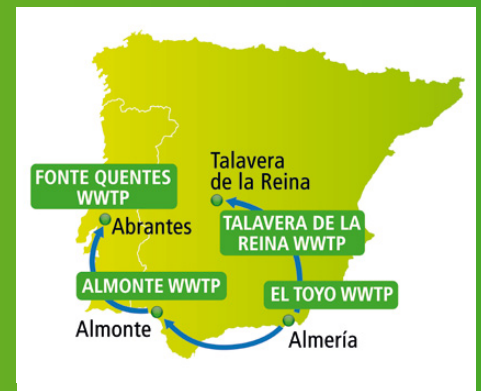 Talavera
de la Reina
FONTE QUENTES
WWTP
Abrantes
TALAVERA DE LA
REINA WWTP
ALMONTE WWTP
EL TOYO WWTP
Almonte
Almería